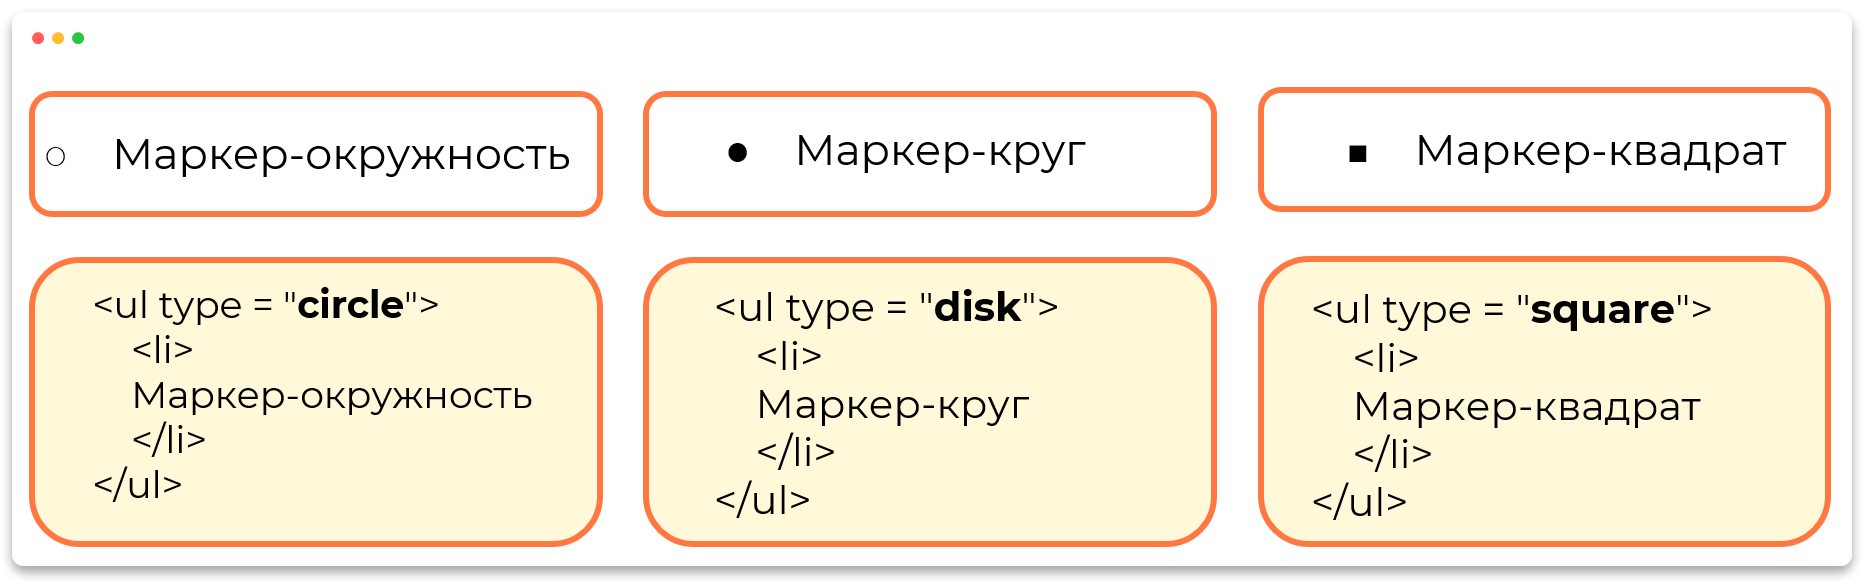 Маркер-окружность
Маркер-круг
Маркер-квадрат
<ul type = "circle">
<li>
Маркер-окружность
</li>
</ul>
<ul type = "disk">
<li>
Маркер-круг
</li>
</ul>
<ul type = "square">
<li>
Маркер-квадрат
</li>
</ul>